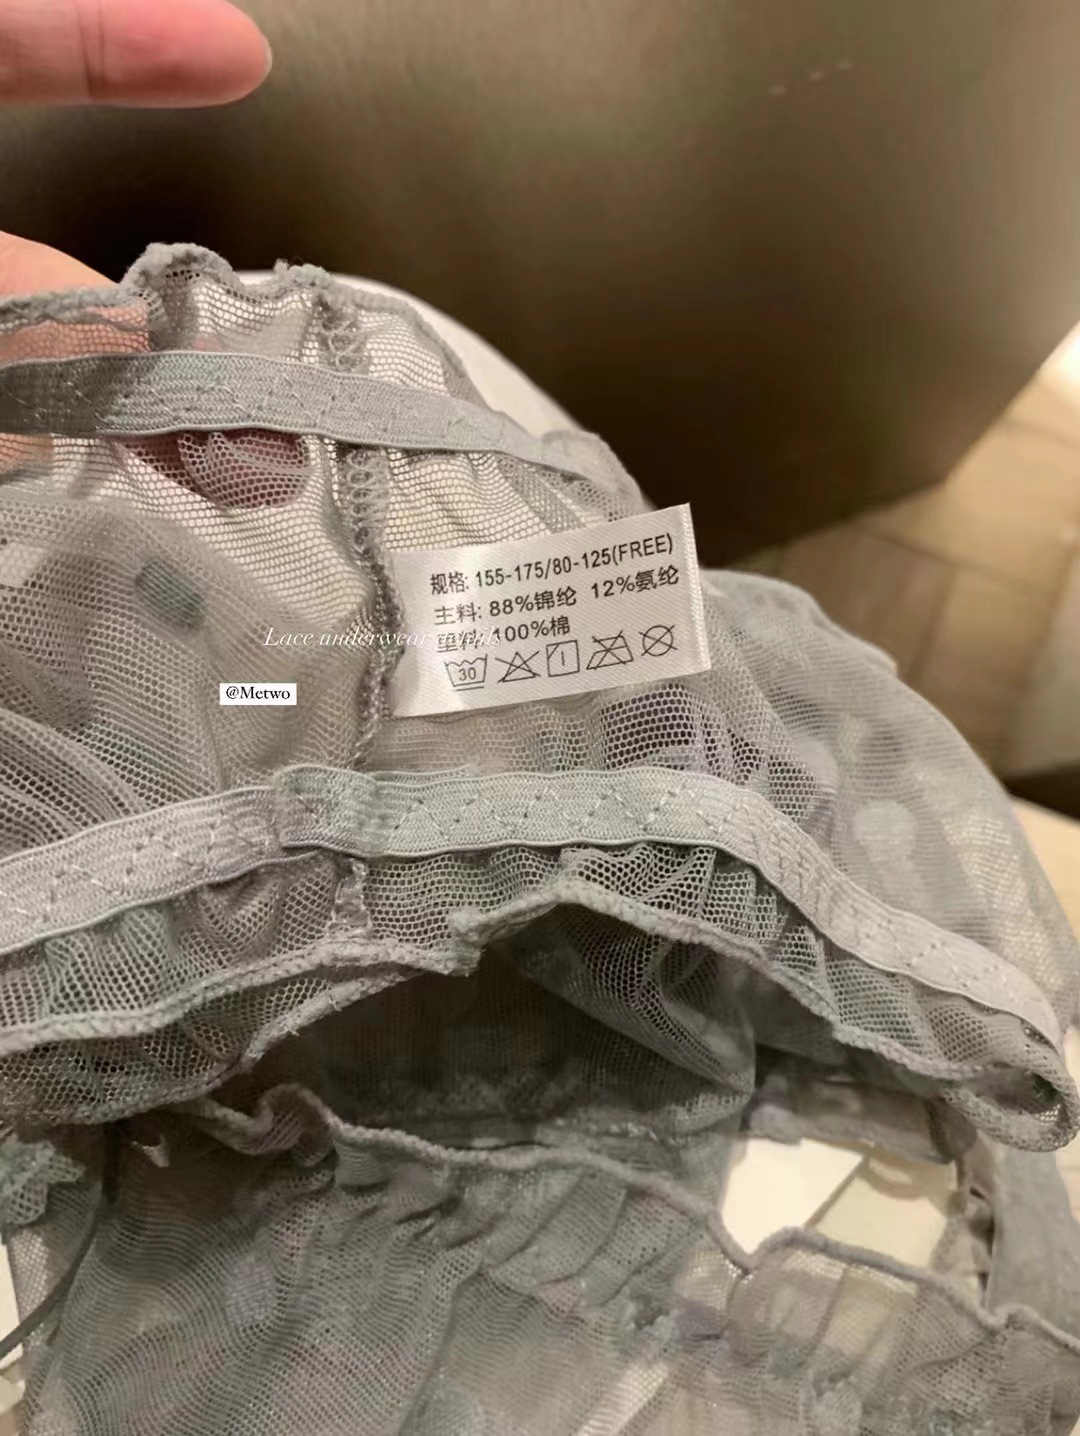 规格: 155-175/80-125(FREE)
主料: 88%锦纶 12%氨纶
100%棉
30
Lace underwear
@Metwo